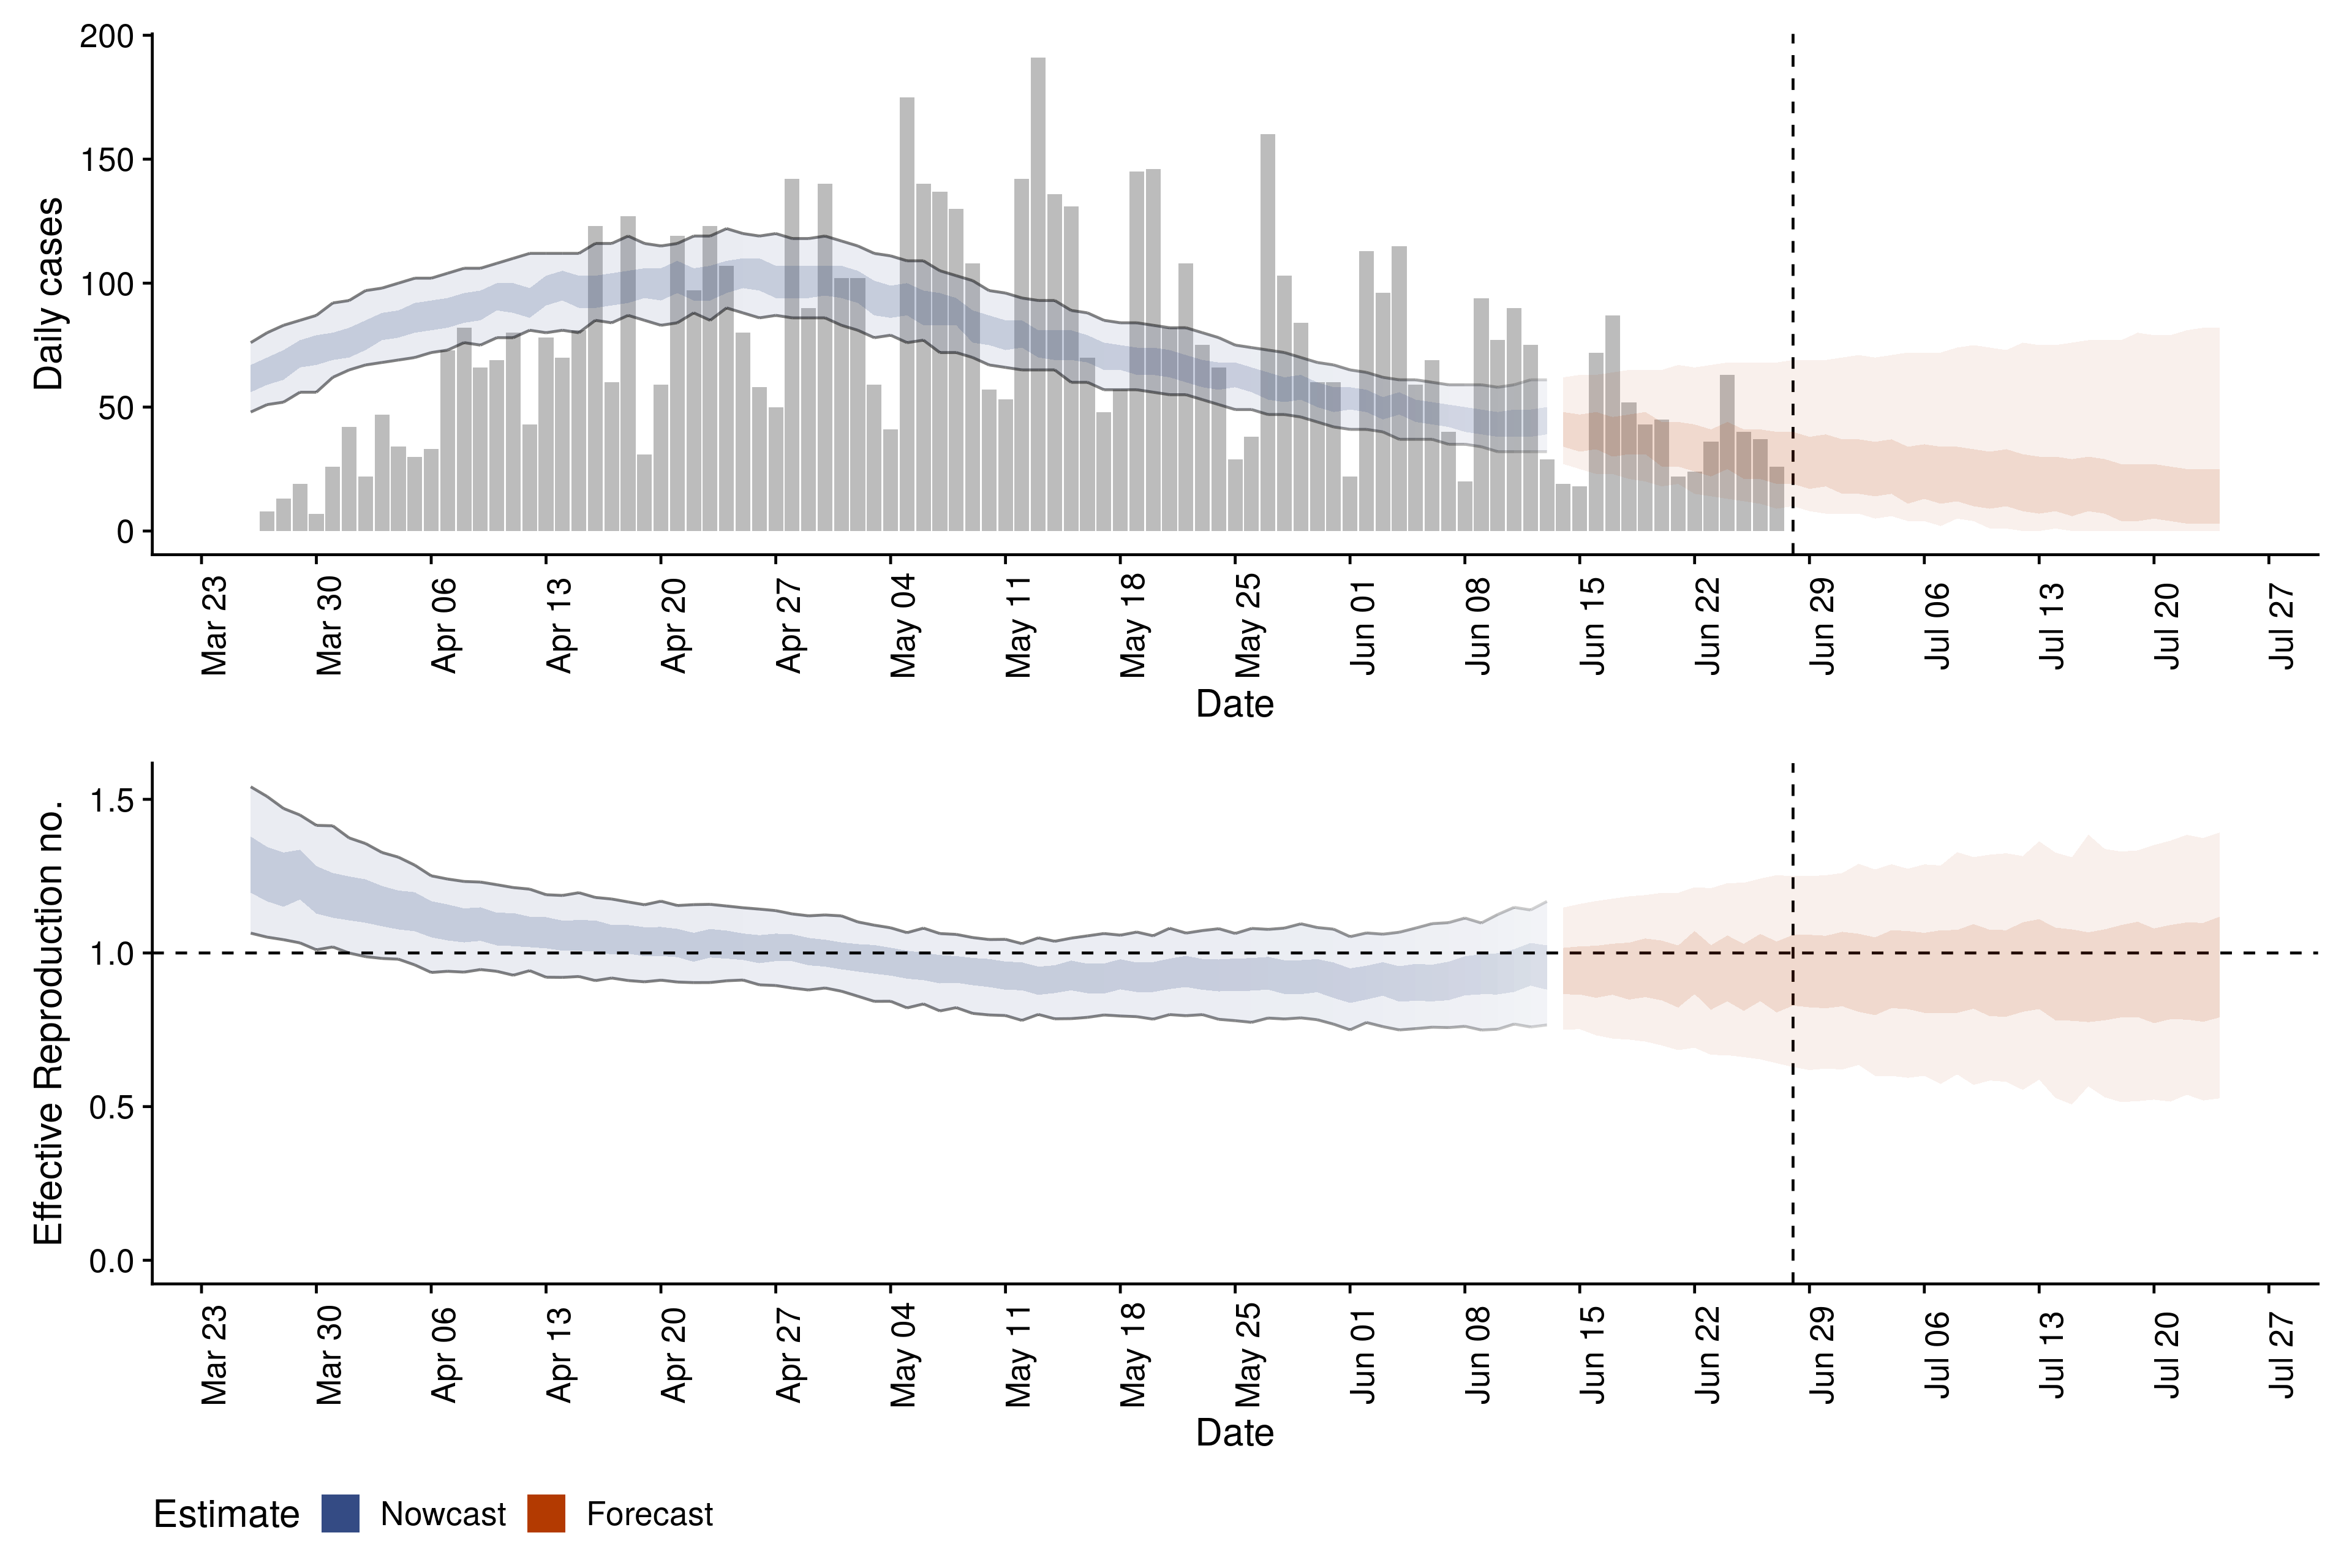 200
150
100
50
0
Daily cases
Mar 23
Mar 30
Apr 06
Apr 13
Apr 20
Apr 27
May 04
May 11
May 18
May 25
Jun 01
Jun 08
Jun 15
Jun 22
Jun 29
Jul 06
Jul 13
Jul 20
Jul 27
Date
1.5
1.0
0.5
0.0
Effective Reproduction no.
Mar 23
Mar 30
Apr 06
Apr 13
Apr 20
Apr 27
May 04
May 11
May 18
May 25
Jun 01
Jun 08
Jun 15
Jun 22
Jun 29
Jul 06
Jul 13
Jul 20
Jul 27
Date
Estimate Nowcast Forecast